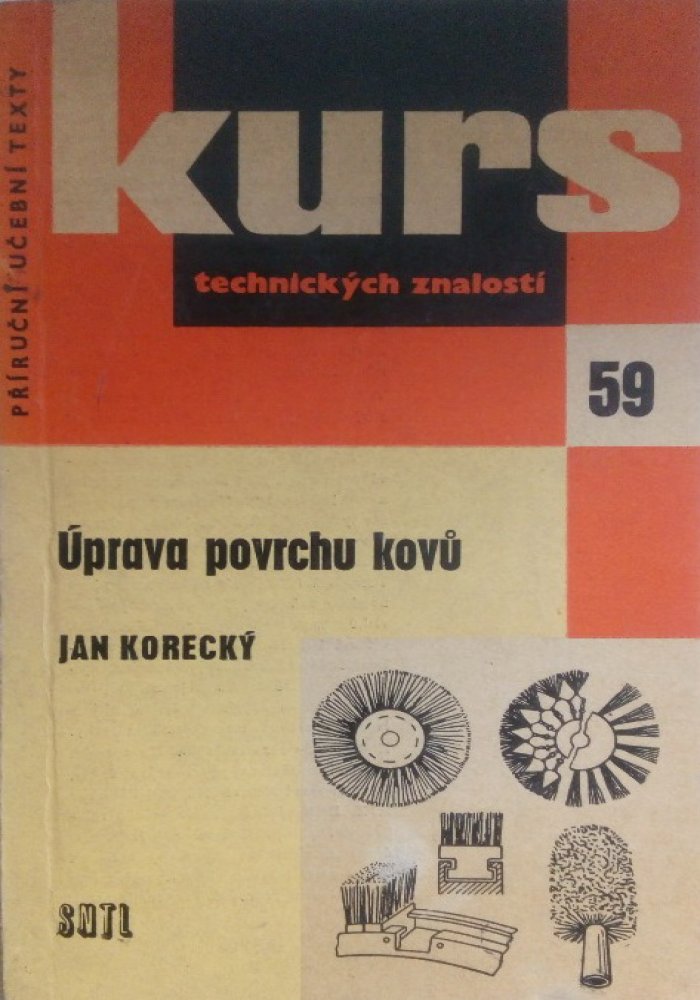 PŘÍRUČNÍ UČEBNÍ TEXTY
kurs
technických znalostí
59
Úprava povrchu kovů
JAN KORECKÝ
SNTL